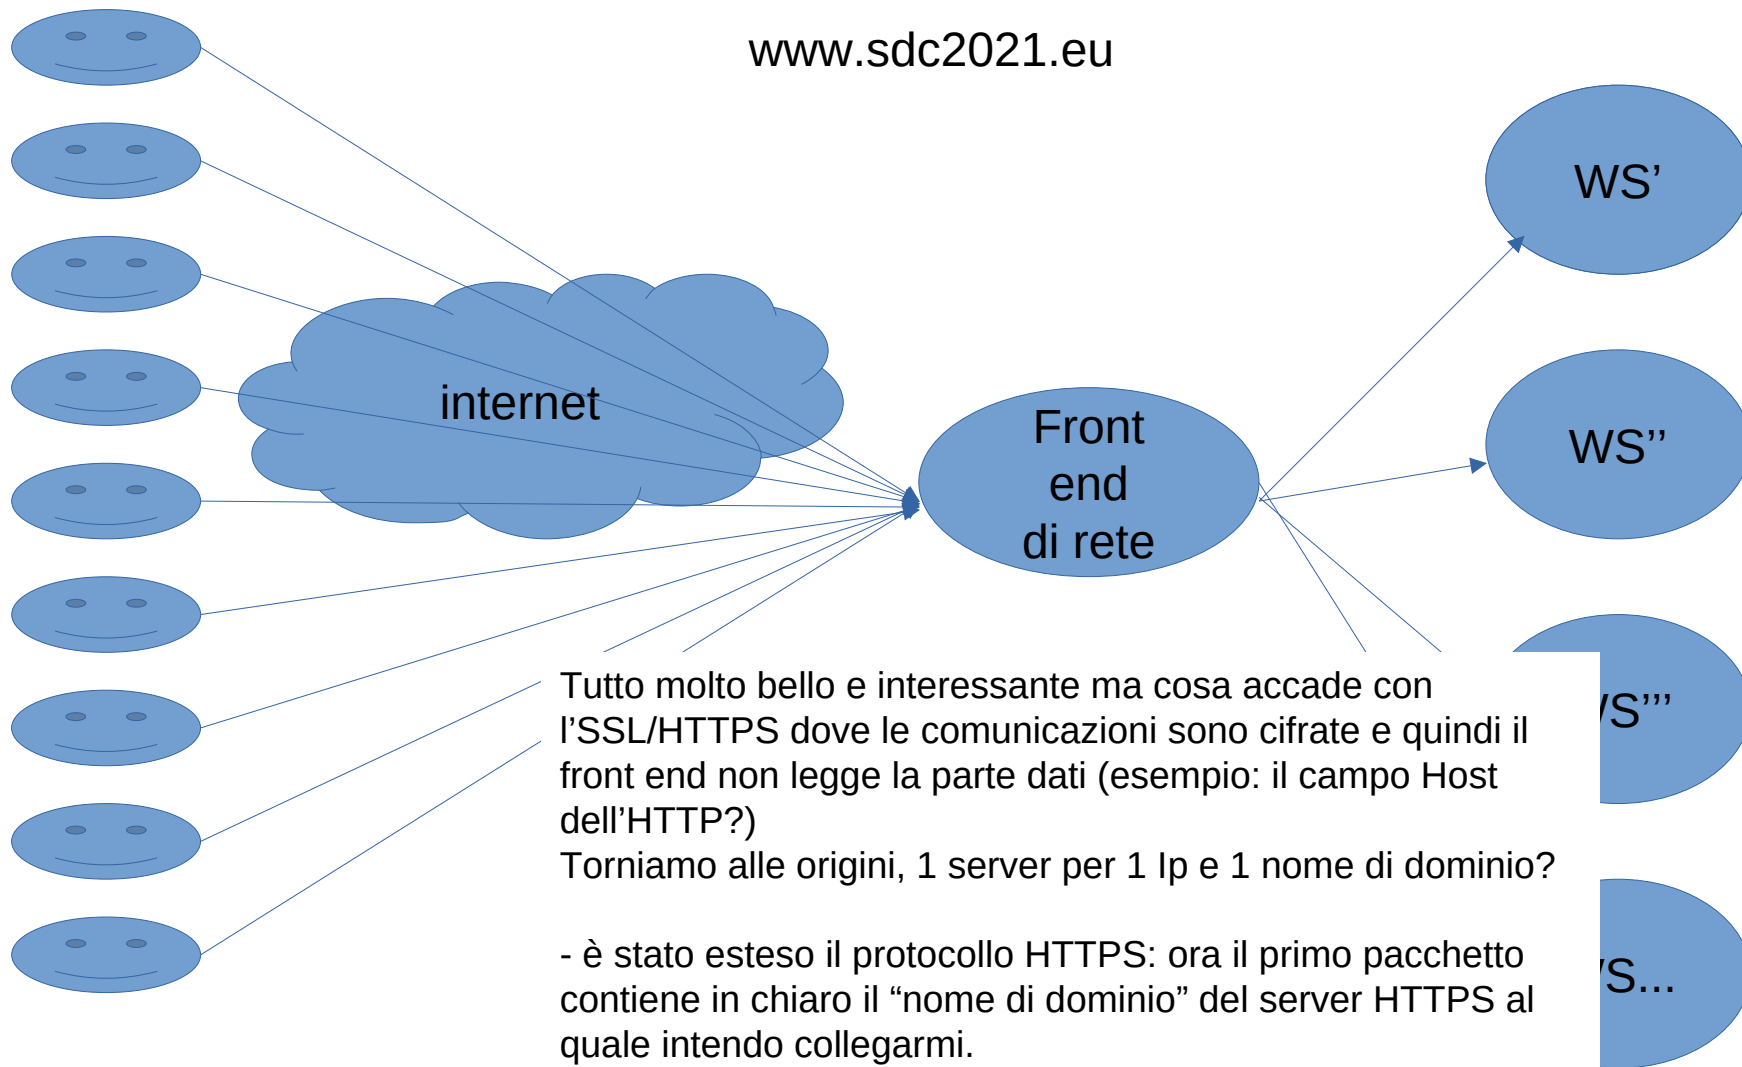 www.sdc2021.eu
WS’
internet
Front
end
di rete
WS’’
Tutto molto bello e interessante ma cosa accade con
l’SSL/HTTPS dove le comunicazioni sono cifrate e quindi il
front end non legge la parte dati (esempio: il campo Host
dell’HTTP?)
Torniamo alle origini, 1 server per 1 Ip e 1 nome di dominio?
- è stato esteso il protocollo HTTPS: ora il primo pacchetto
contiene in chiaro il “nome di dominio” del server HTTPS al
quale intendo collegarmi.
WS’’’
WS...